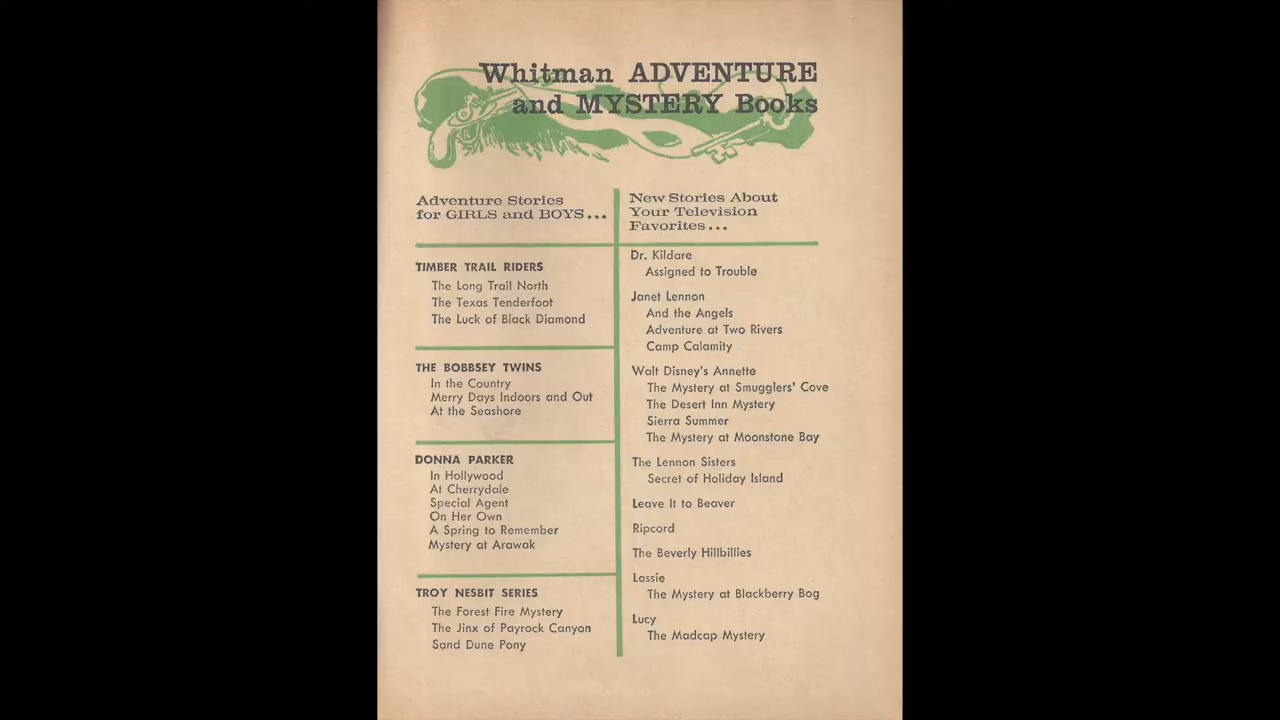 Whitman ADVENTURE
and MYSTERY Books
Adventure Stories
for GIRLS and BOYS...
TIMBER TRAIL RIDERS
The Long Trail North
The Texas Tenderfoot
The Luck of Black Diamond
THE BOBBSEY TWINS
In the Country
Merry Days Indoors and Out
At the Seashore
DONNA PARKER
In Hollywood
At Cherrydale
Special Agent
On Her Own
A Spring to Remember
Mystery at Arawak
TROY NESBIT SERIES
The Forest Fire Mystery
The Jinx of Payrock Canyon
Sand Dune Pony
New Stories About
Your Television
Favorites...
Dr. Kildare
Assigned to Trouble
Janet Lennon
And the Angels
Adventure at Two Rivers
Camp Calamity
Walt Disney's Annette
The Mystery at Smugglers' Cove
The Desert Inn Mystery
Sierra Summer
The Mystery at Moonstone Bay
The Lennon Sisters
Secret of Holiday Island
Leave It to Beaver
Ripcord
The Beverly Hillbillies
Lassie
The Mystery at Blackberry Bog
Lucy
The Madcap Mystery